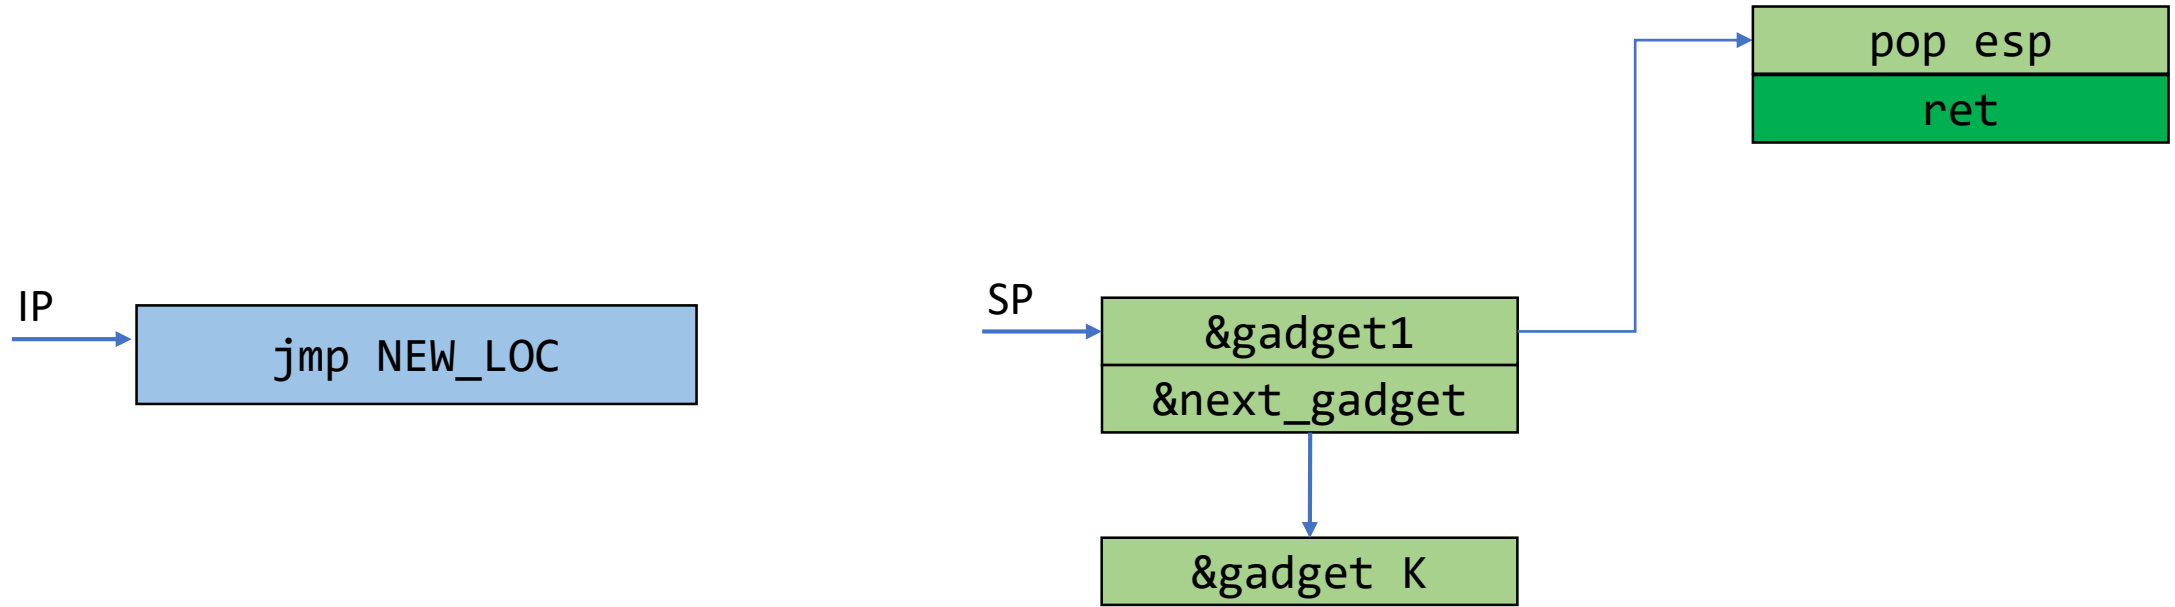 IP
jmp NEW_LOC
SP
&gadget1
&next_gadget
&gadget K
pop esp
ret